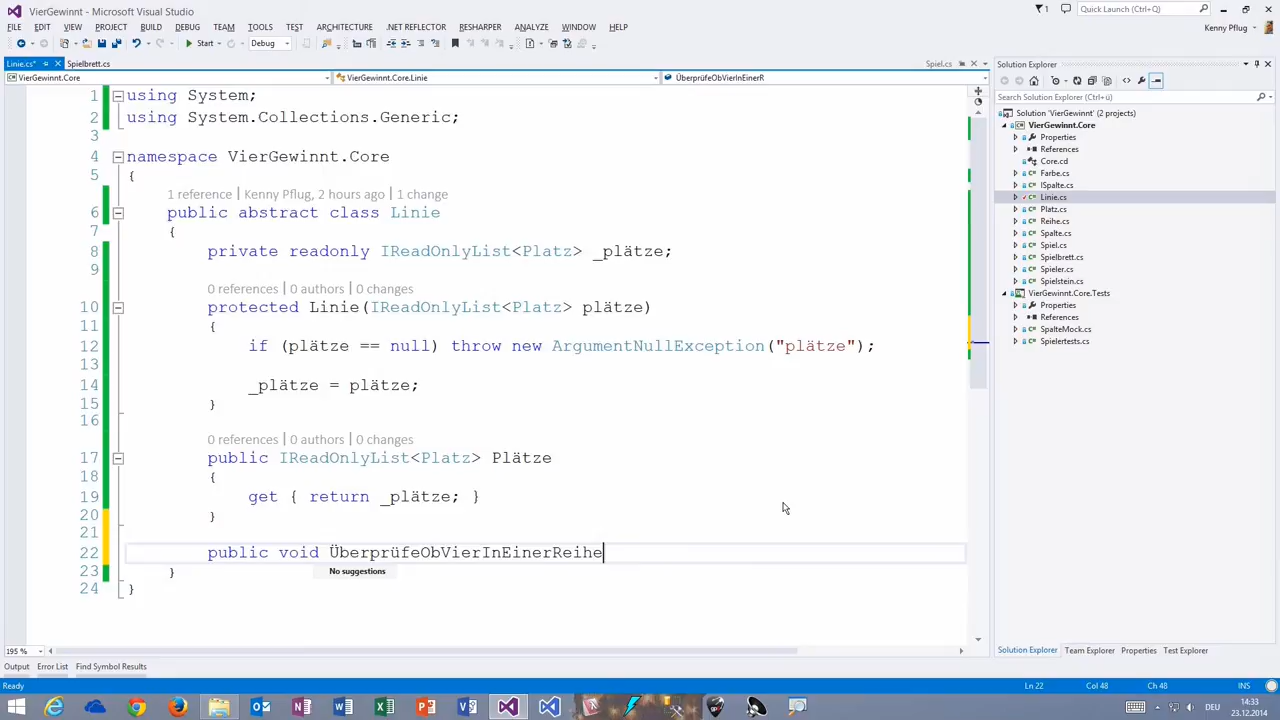 VierGewinnt - Microsoft Visual Studio
1
Quick Launch (Ctrl+Q)
FILE EDIT VIEW PROJECT BUILD DEBUG TEAM TOOLS TEST ARCHITECTURE .NET REFLECTOR RESHARPER ANALYZE WINDOW HELP
Kenny Pflug
Start Debug
Linie.cs* Spielbrett.cs Spiel.cs
VierGewinnt.Core VierGewinnt.Core.Linie ÜberprüfeObVierInEinerR
1 using System;
2 using System.Collections.Generic;
3
4 namespace VierGewinnt.Core
5 {
1 reference | Kenny Pflug, 2 hours ago | 1 change
6 public abstract class Linie
7 {
8 private readonly IReadOnlyList<Platz> _plätze;
9
0 references | 0 authors | 0 changes
10 protected Linie(IReadOnlyList<Platz> plätze)
11 {
12 if (plätze == null) throw new ArgumentNullException("plätze");
13
14 _plätze = plätze;
15 }
16
0 references | 0 authors | 0 changes
17 public IReadOnlyList<Platz> Plätze
18 {
19 get { return _plätze; }
20 }
21
22 public void ÜberprüfeObVierInEinerReihe
No suggestions
23 }
24 }
195 %
Output Error List Find Symbol Results
Solution Explorer
Search Solution Explorer (Ctrl+ü)
Solution 'VierGewinnt' (2 projects)
VierGewinnt.Core
Properties
References
Core.cd
Farbe.cs
ISpalte.cs
Linie.cs
Platz.cs
Reihe.cs
Spalte.cs
Spiel.cs
Spielbrett.cs
Spieler.cs
Spielstein.cs
VierGewinnt.Core.Tests
Properties
References
SpalteMock.cs
Spielertests.cs
Solution Explorer Team Explorer Properties Test Explorer
Ready Ln 22 Col 48 Ch 48 INS
DEU
14:33
23.12.2014